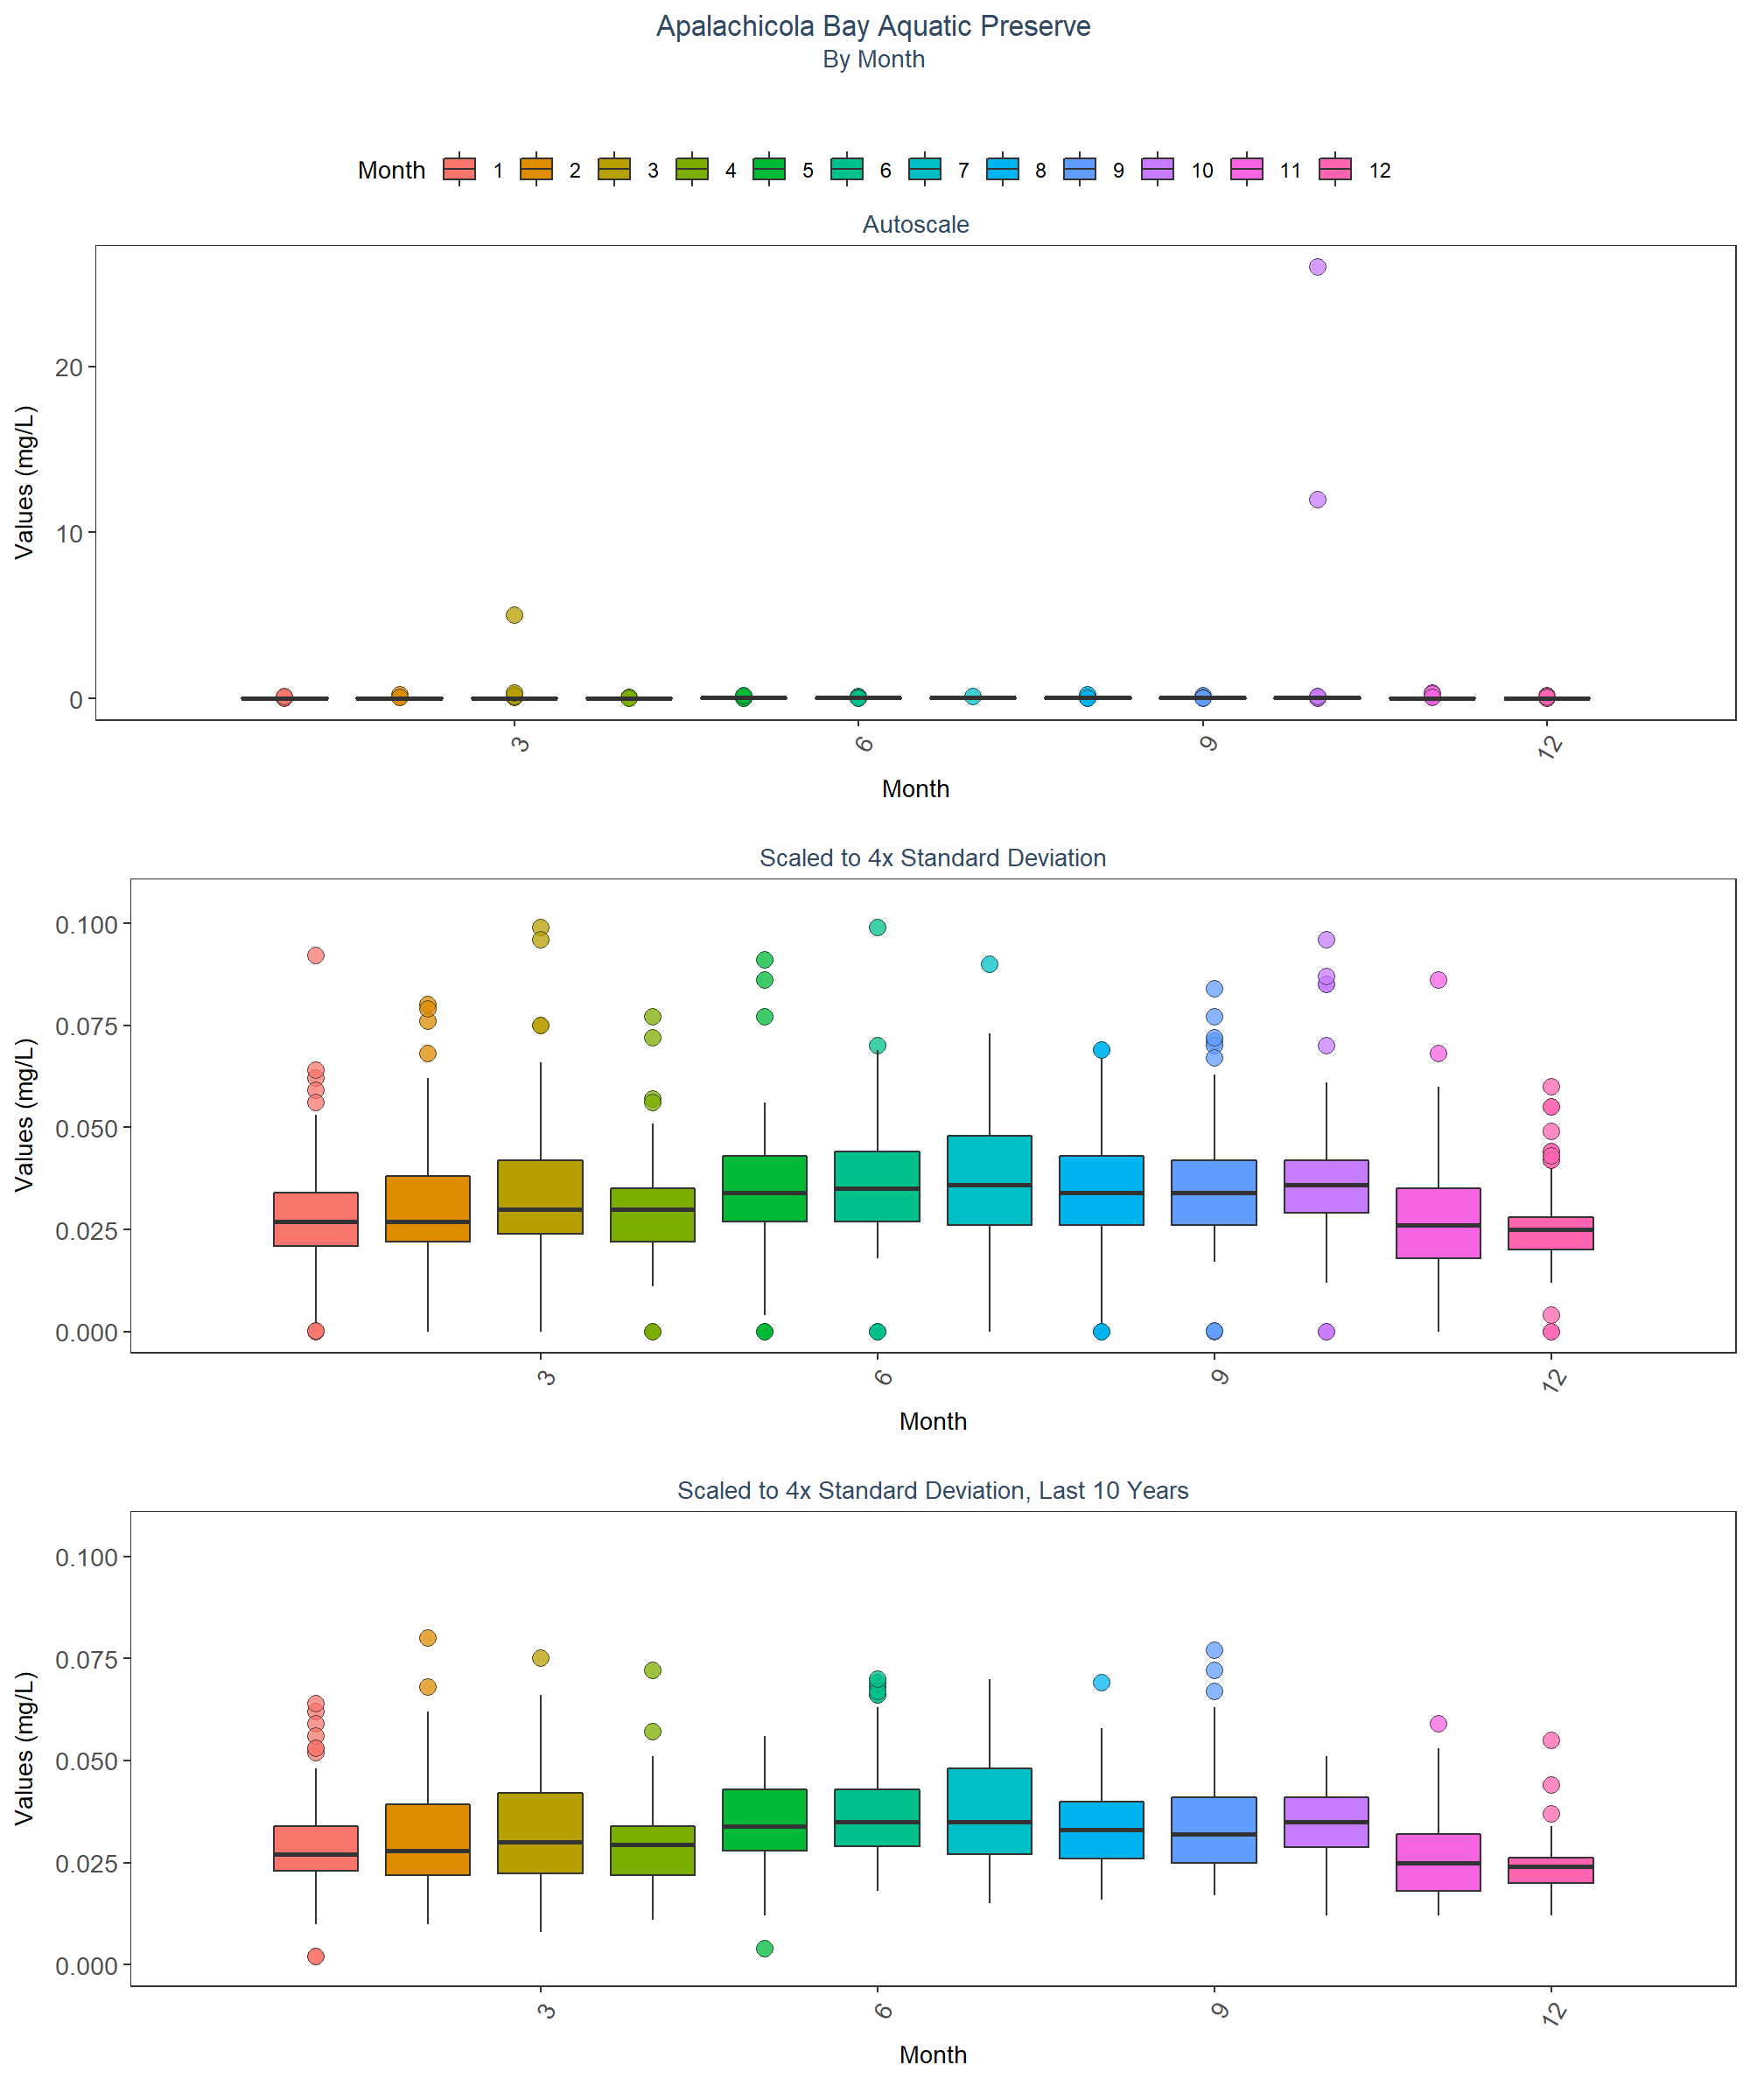 Apalachicola Bay Aquatic Preserve
By Month
Month 1 2 3 4 5 6 7 8 9 10 11 12
Autoscale
Values (mg/L)
20
10
0
3 6 9 12
Month
Scaled to 4x Standard Deviation
Values (mg/L)
0.100
0.075
0.050
0.025
0.000
3 6 9 12
Month
Scaled to 4x Standard Deviation, Last 10 Years
Values (mg/L)
0.100
0.075
0.050
0.025
0.000
3 6 9 12
Month